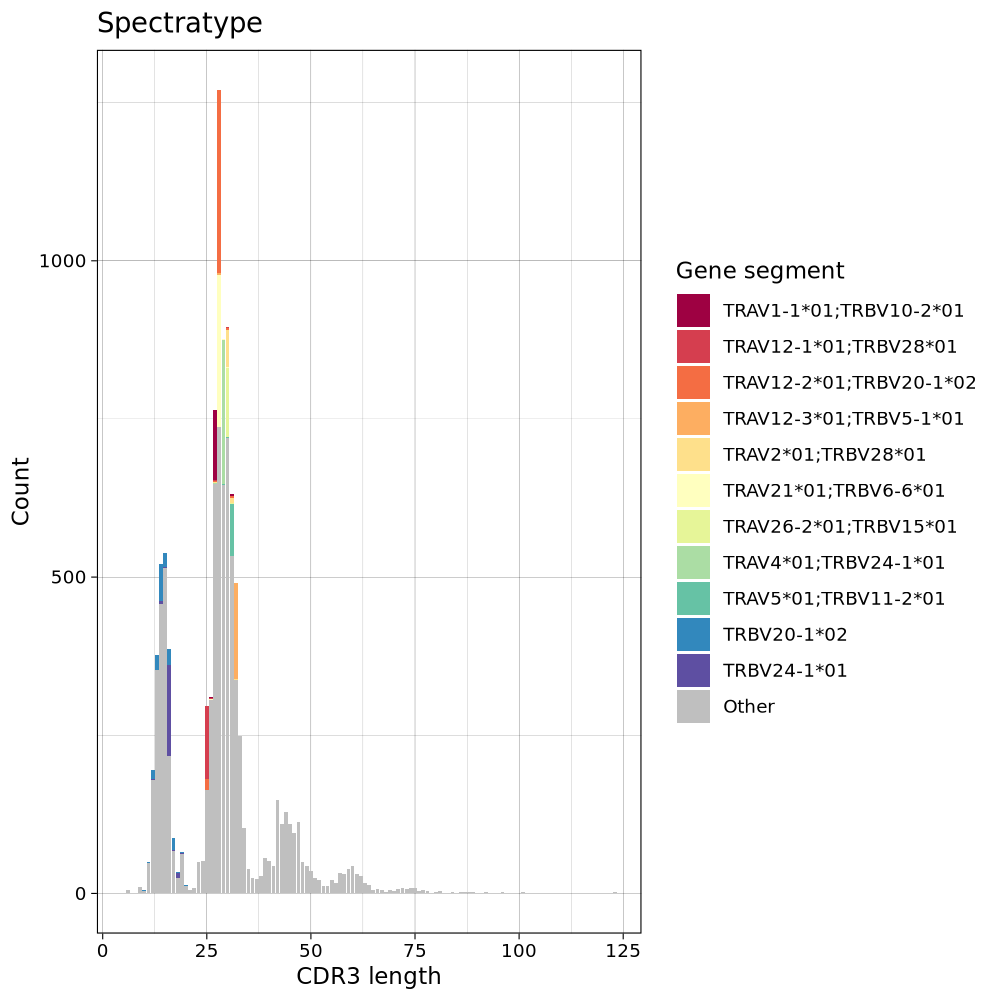 Spectratype
Count
1000
500
0
0 25 50 75 100 125
CDR3 length
Gene segment
TRAV1-1*01;TRBV10-2*01
TRAV12-1*01;TRBV28*01
TRAV12-2*01;TRBV20-1*02
TRAV12-3*01;TRBV5-1*01
TRAV2*01;TRBV28*01
TRAV21*01;TRBV6-6*01
TRAV26-2*01;TRBV15*01
TRAV4*01;TRBV24-1*01
TRAV5*01;TRBV11-2*01
TRBV20-1*02
TRBV24-1*01
Other